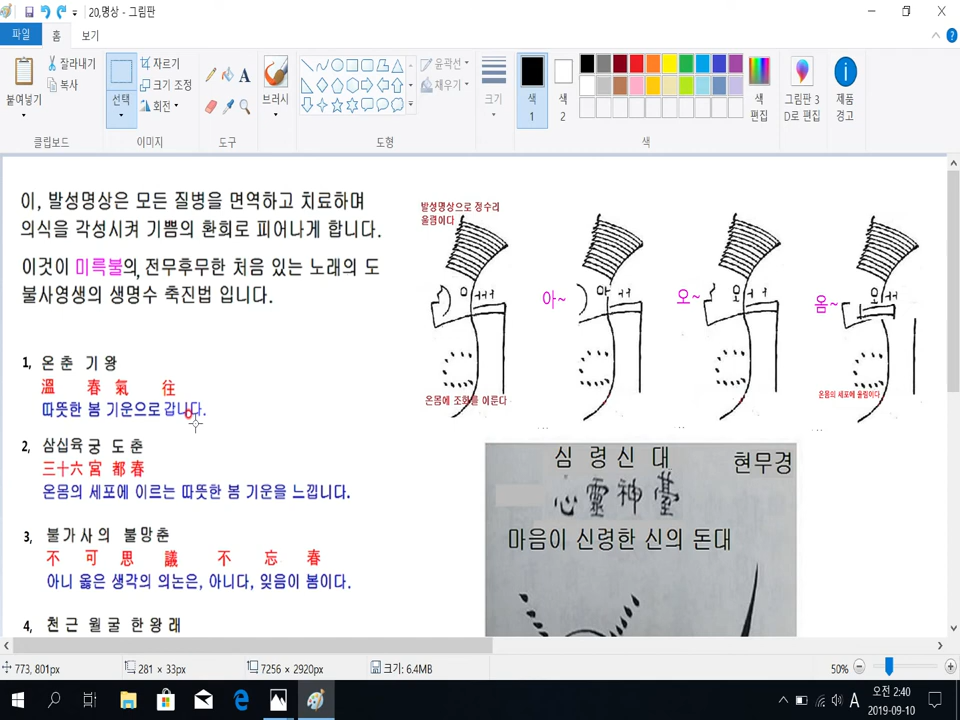 20,명상 - 그림판
파일
홈
보기
붙여넣기
잘라내기
복사
클립보드
선택
자르기
크기 조정
회전
이미지
A
도구
브러시
윤곽선
채우기
도형
크기
색 1
색 2
색 편집
색
그림판 3D로 편집
제품 경고
이, 발성명상은 모든 질병을 면역하고 치료하며
의식을 각성시켜 기쁨의 환희로 피어나게 합니다.
이것이 미륵불의, 전무후무한 처음 있는 노래의 도
불사영생의 생명수 축진법 입니다.
1, 온 춘 기 왕
溫 春 氣 往
따뜻한 봄 기운으로 갑니다.
2, 삼십육 궁 도 춘
三十六 宮 都 春
온몸의 세포에 이르는 따뜻한 봄 기운을 느낍니다.
3, 불가사의 불망춘
不 可 思 議 不 忘 春
아니 옳은 생각의 의논은, 아니다, 잊음이 봄이다.
4, 천 근 월 굴 한 왕 래
발성명상으로 정수리
울림이다
온몸에 조화를 이룬다
아~
아
오~
오
옴~
오
온몸의 세포에 울림이다
심 령 신 대
현무경
心靈神臺
마음이 신령한 신의 돈대
773, 801px
281 × 33px
7256 × 2920px
크기: 6.4MB
50%
A
오전 2:40
2019-09-10